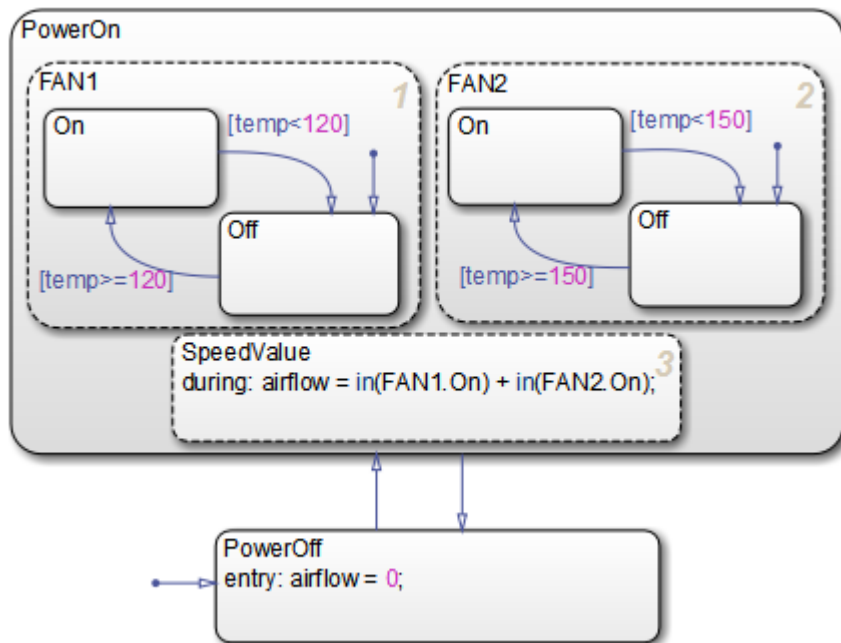 PowerOn
FAN1
1
On
[temp<120]
Off
[temp>=120]
FAN2
2
On
[temp<150]
Off
[temp>=150]
SpeedValue
3
during: airflow = in(FAN1.On) + in(FAN2.On);
PowerOff
entry: airflow = 0;